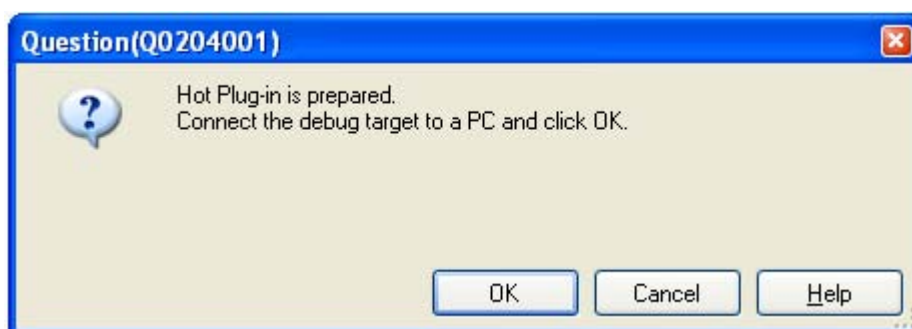 Question(Q0204001)
Hot Plug-in is prepared.
Connect the debug target to a PC and click OK.
OK Cancel Help